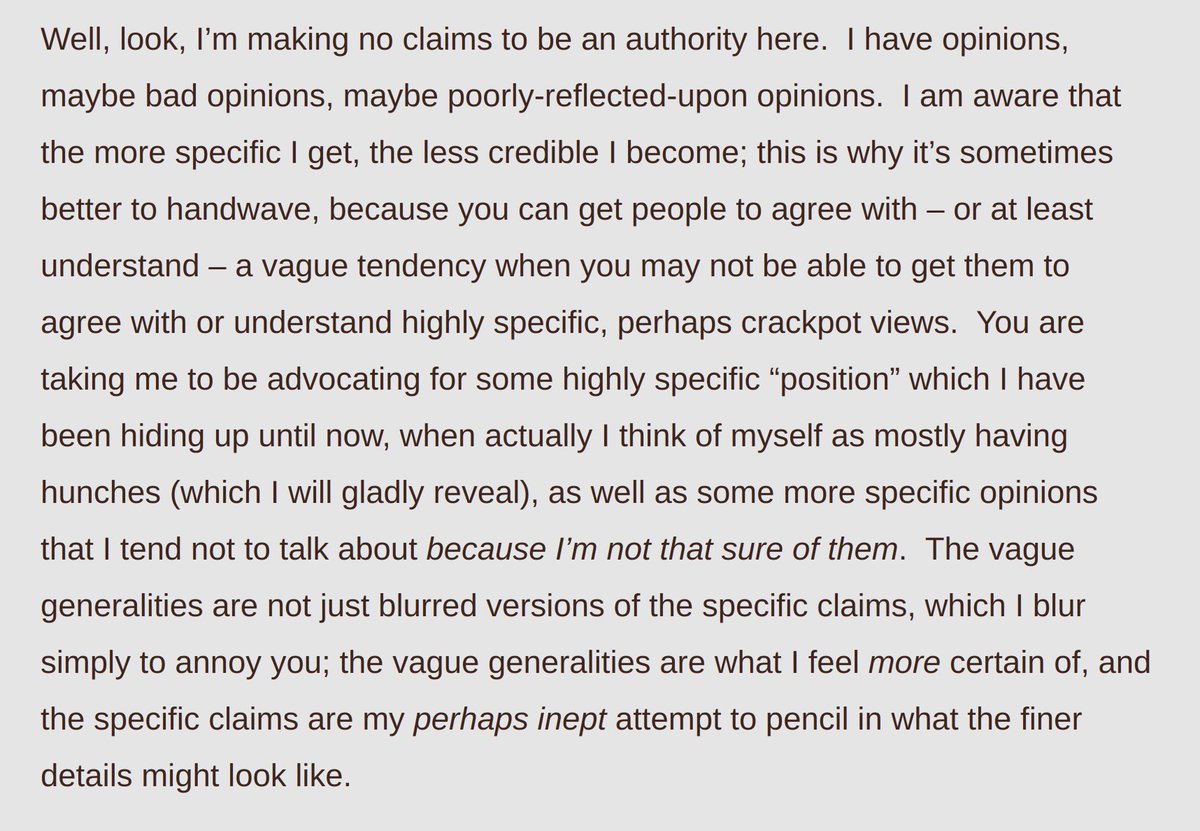 Well, look, I’m making no claims to be an authority here.  I have opinions,
maybe bad opinions, maybe poorly-reflected-upon opinions.  I am aware that
the more specific I get, the less credible I become; this is why it’s sometimes
better to handwave, because you can get people to agree with – or at least
understand – a vague tendency when you may not be able to get them to
agree with or understand highly specific, perhaps crackpot views.  You are
taking me to be advocating for some highly specific “position” which I have
been hiding up until now, when actually I think of myself as mostly having
hunches (which I will gladly reveal), as well as some more specific opinions
that I tend not to talk about because I’m not that sure of them.  The vague
generalities are not just blurred versions of the specific claims, which I blur
simply to annoy you; the vague generalities are what I feel more certain of, and
the specific claims are my perhaps inept attempt to pencil in what the finer
details might look like.